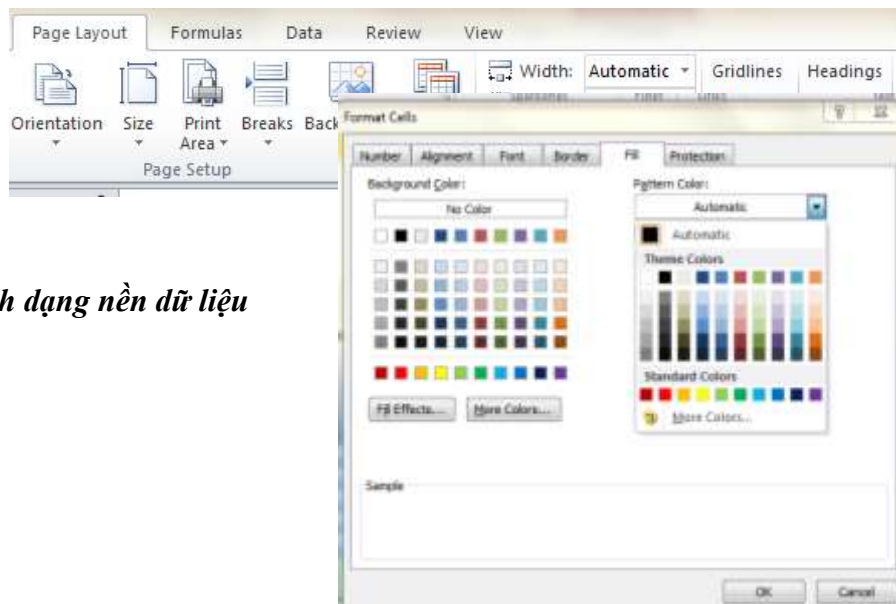 Page Layout Formulas Data Review View
Width: Automatic Gridlines Headings
Orientation Size Print Area Breaks Back
Page Setup
Format Cells
Number Alignment Font Border Fill Protection
Background Color: Pattern Color:
No Color Automatic
Automatic
Theme Colors
h dạng nền dữ liệu
Standard Colors
Fill Effects... More Colors... More Colors...
Sample
OK Cancel